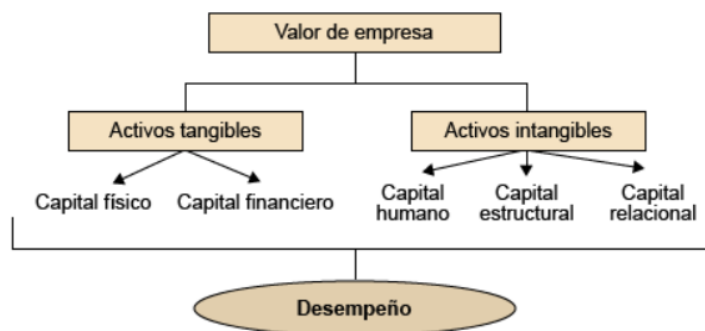 Valor de empresa
Activos tangibles
Activos intangibles
Capital físico
Capital financiero
Capital
humano
Capital
estructural
Capital
relacional
Desempeño